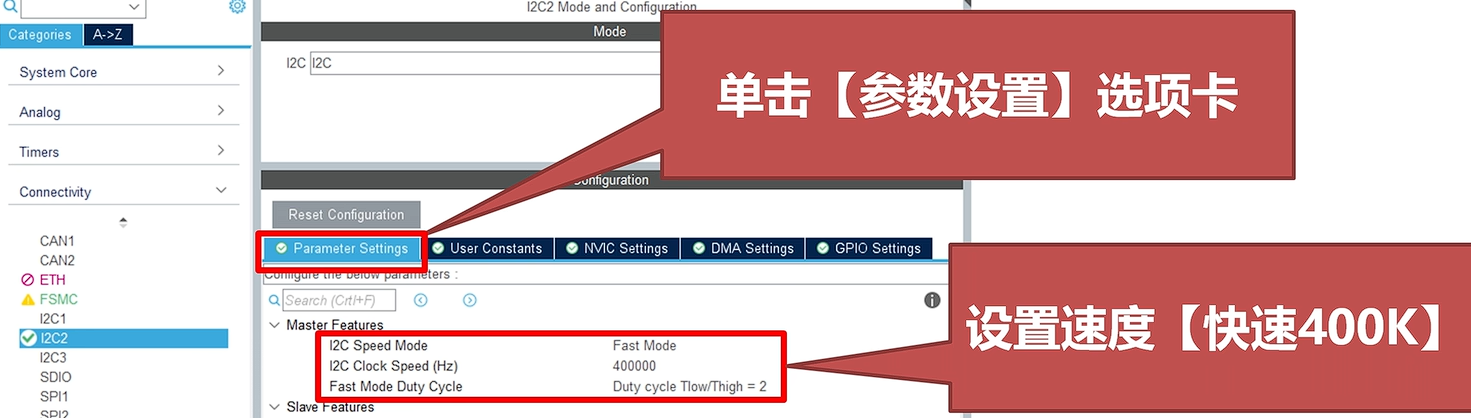 I2C2 Mode and Configuration
Categories A->Z
Mode
System Core
I2C I2C
Analog
Timers
Connectivity
单击【参数设置】选项卡
Configuration
Reset Configuration
Parameter Settings User Constants NVIC Settings DMA Settings GPIO Settings
Configure the below parameters :
Search (Crtl+F)
CAN1
CAN2
ETH
FSMC
I2C1
I2C2
I2C3
SDIO
SPI1
SPI2
Master Features
I2C Speed Mode Fast Mode
I2C Clock Speed (Hz) 400000
Fast Mode Duty Cycle Duty cycle Tlow/Thigh = 2
Slave Features
设置速度【快速400K】